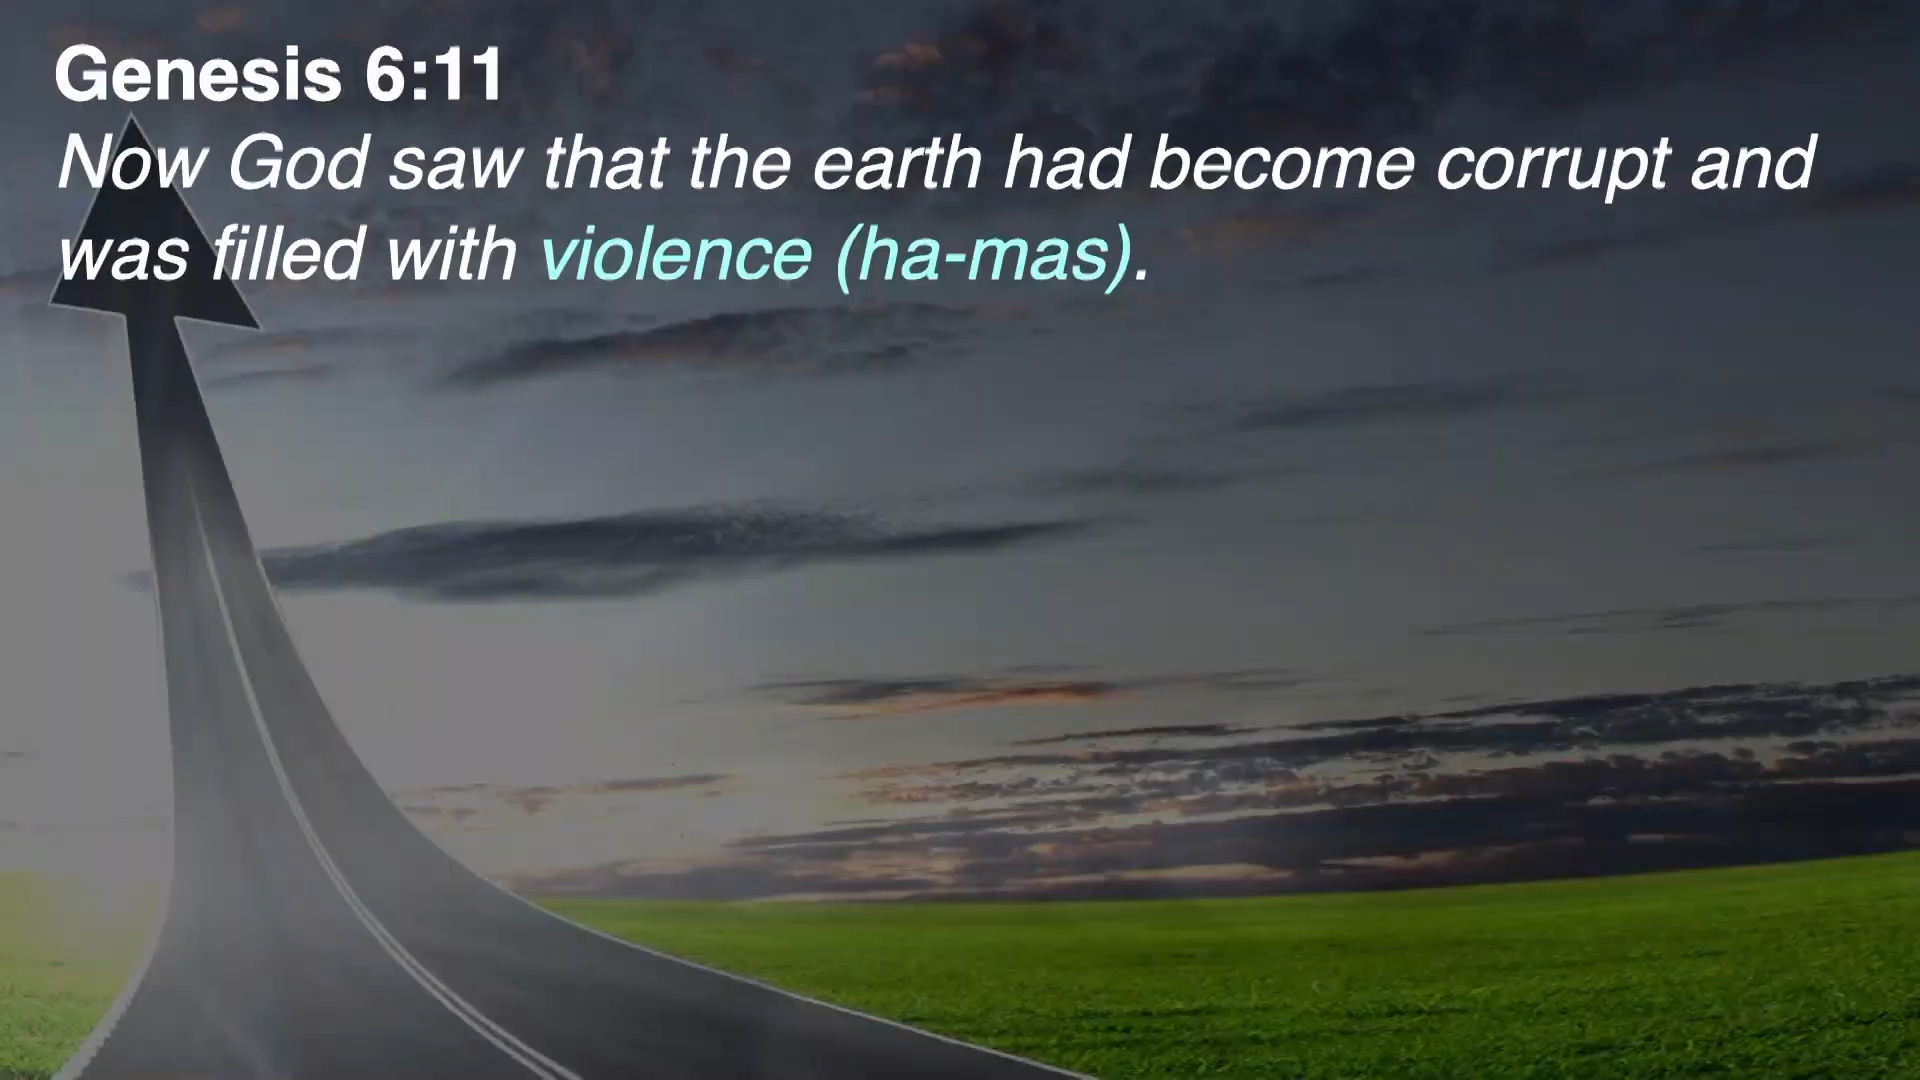 Genesis 6:11
Now God saw that the earth had become corrupt and
was filled with violence (ha-mas).